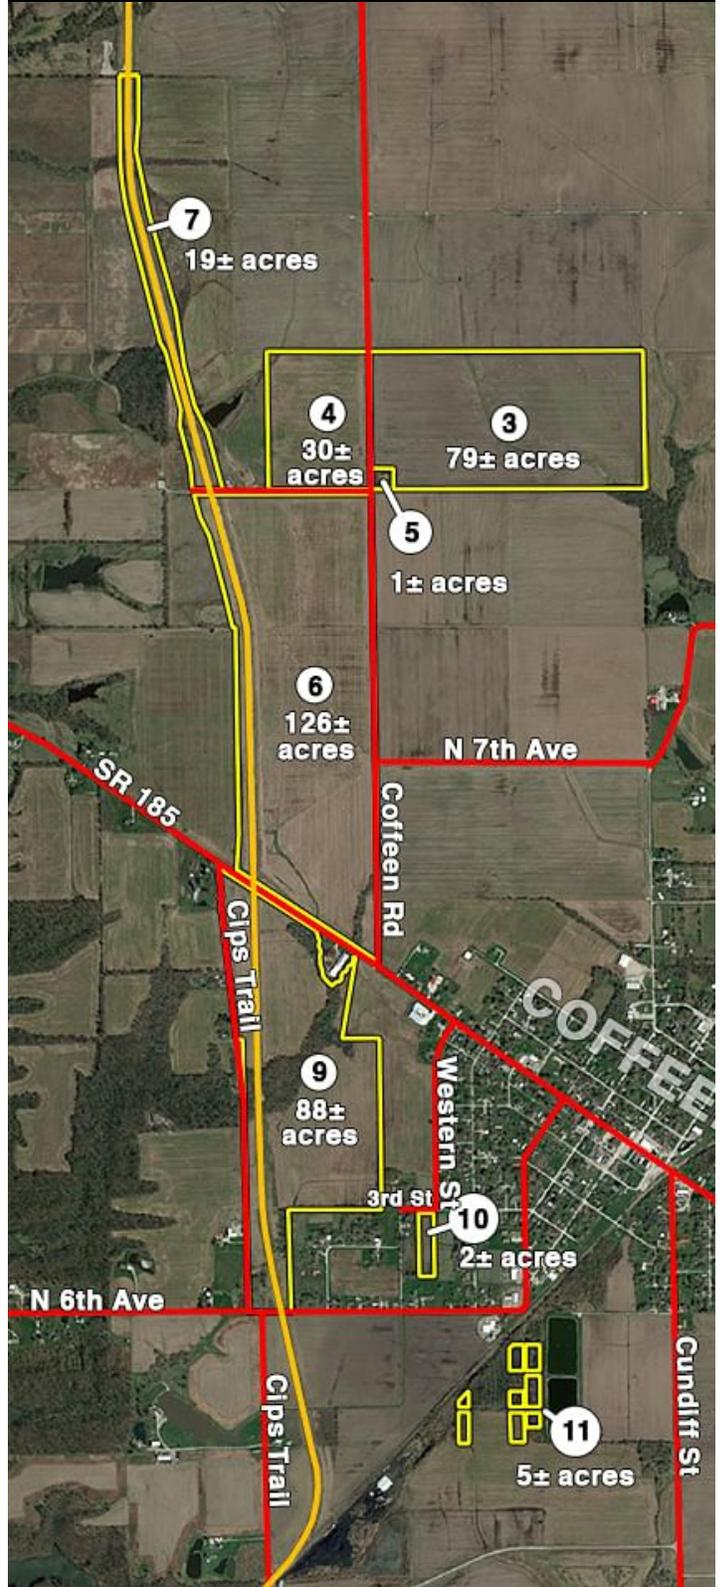 7
19± acres
4
30±
acres
3
79± acres
5
1± acres
6
126±
acres
N 7th Ave
SR 185
Coffeen Rd
Cips Trail
COFFEE
9
88±
acres
Western St
3rd St
10
2± acres
N 6th Ave
Cips Trail
11
5± acres
Cundiff St